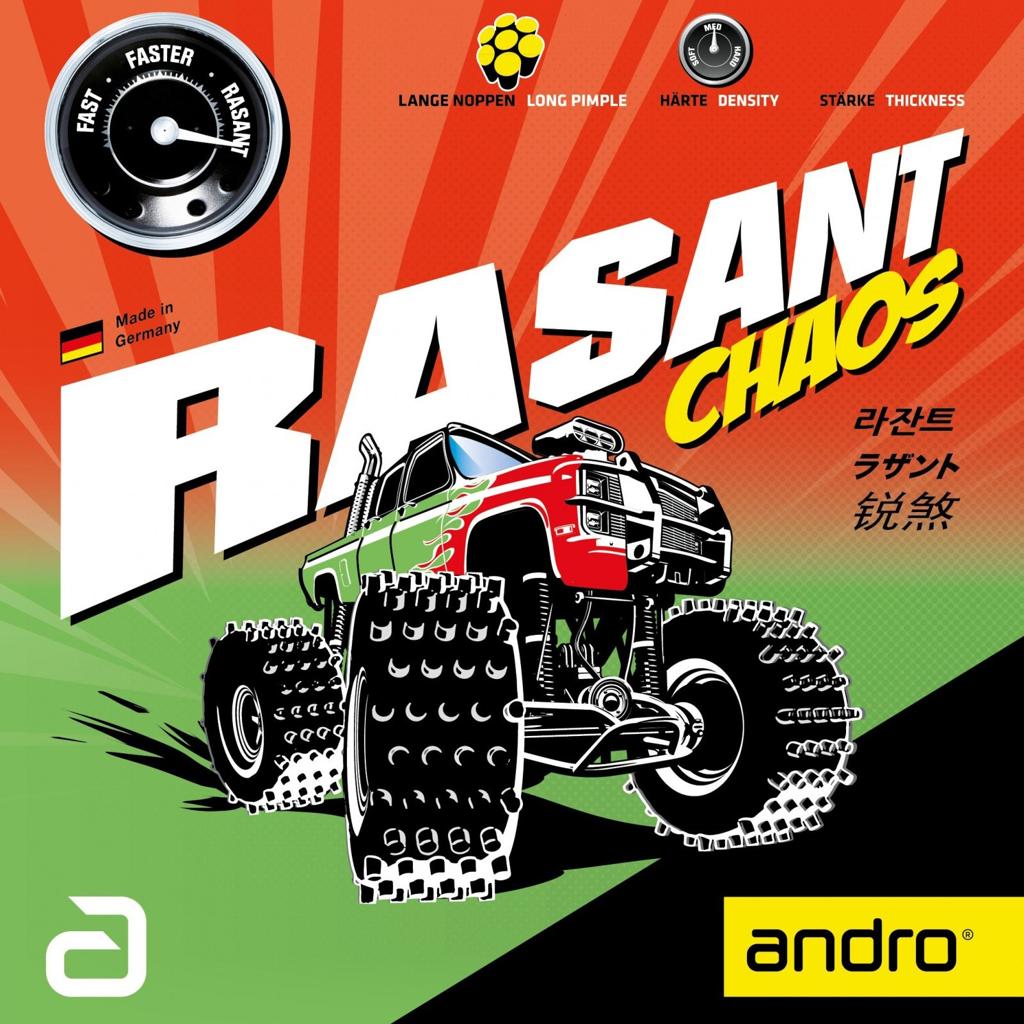 FAST · FASTER · RASANT
LANGE NOPPEN LONG PIMPLE
SOFT MED HARD
HÄRTE DENSITY
STÄRKE THICKNESS
Made in
Germany
RASANT
CHAOS
라잔트
ラザント
锐煞
a
andro®